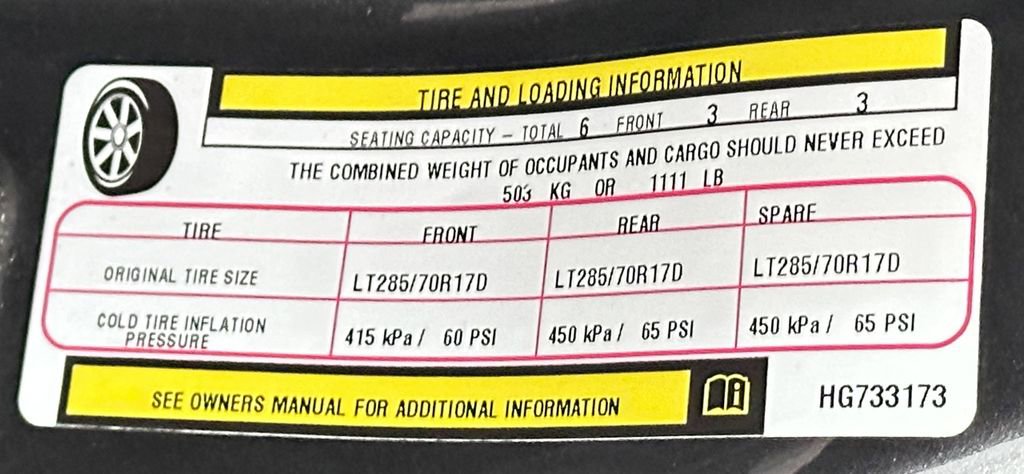 TIRE AND LOADING INFORMATION
SEATING CAPACITY – TOTAL 6 FRONT 3 REAR 3
THE COMBINED WEIGHT OF OCCUPANTS AND CARGO SHOULD NEVER EXCEED
503 KG OR 1111 LB
TIRE FRONT REAR SPARE
ORIGINAL TIRE SIZE LT285/70R17D LT285/70R17D LT285/70R17D
COLD TIRE INFLATION
PRESSURE 415 kPa / 60 PSI 450 kPa / 65 PSI 450 kPa / 65 PSI
SEE OWNERS MANUAL FOR ADDITIONAL INFORMATION
HG733173